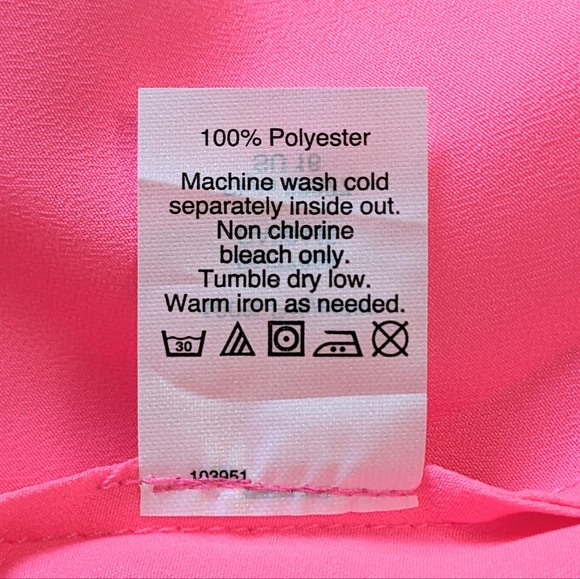 100% Polyester
Machine wash cold
separately inside out.
Non chlorine
bleach only.
Tumble dry low.
Warm iron as needed.
30
103951